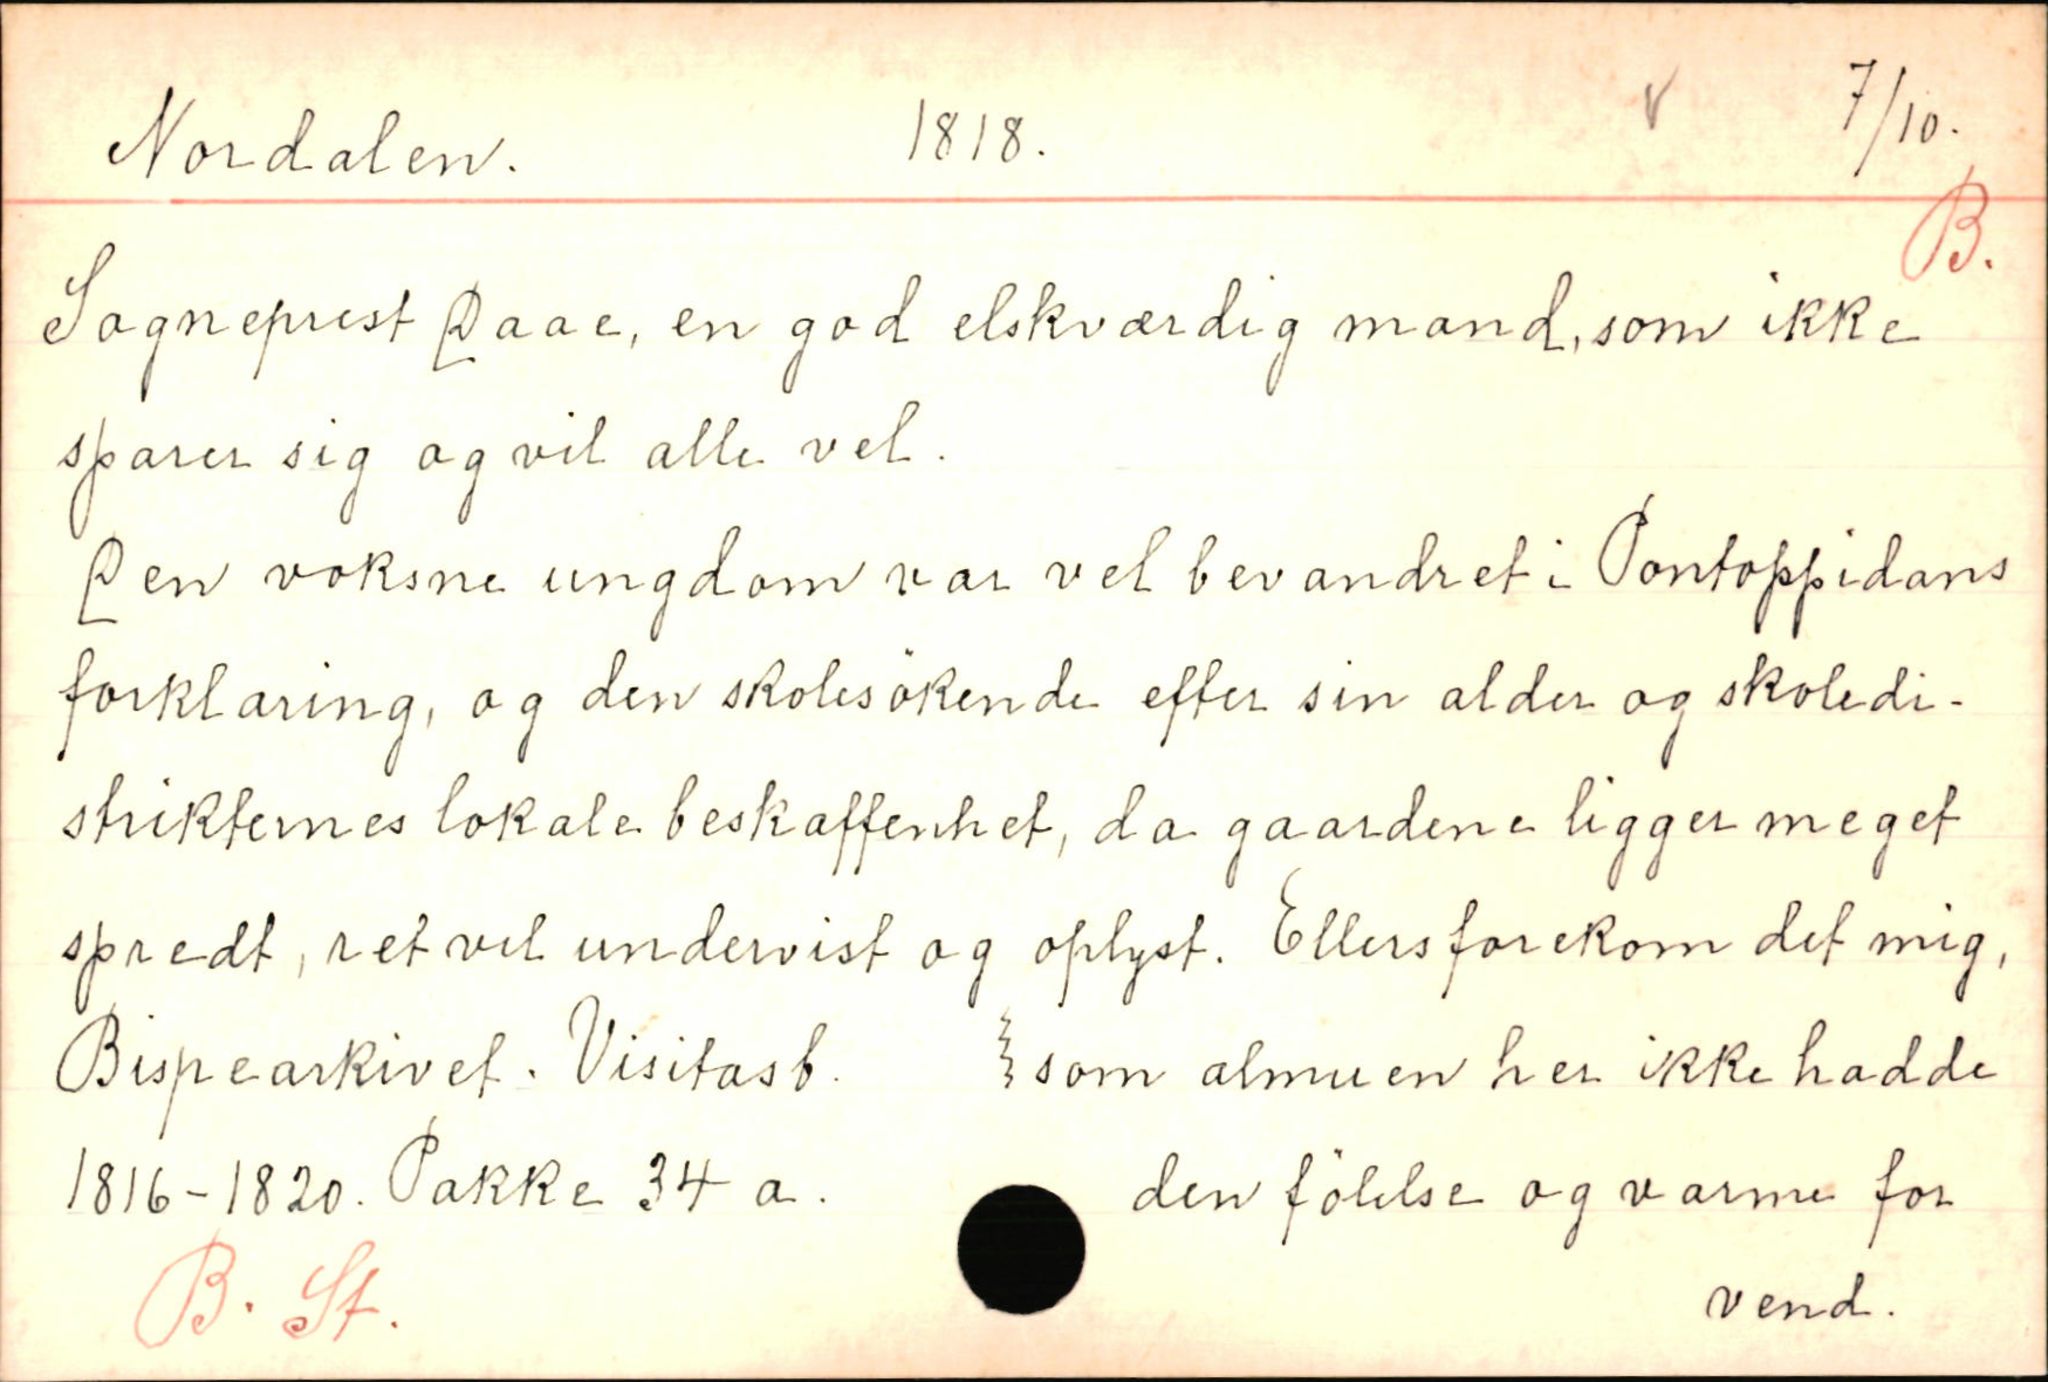 Nordalen. 1818. v 7/10.
B.
Sogneprest Daae, en god elskværdig mand, som ikke
sparer sig og vil alle vel.
Den voksne ungdom var vel bevandret i Pontoppidans
forklaring, og den skolesökende efter sin alder og skoledi-
strikternes lokale beskaffenhet, da gaardene ligger meget
spredt, ret vel undervist og oplyst. Ellers forekom det mig,
som almuen her ikke hadde
den fölelse og varme for
vend.
Bispearkivet. Visitasb.
1816-1820. Pakke 34 a.
B. St.